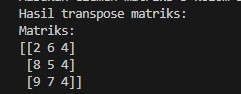 Hasil transpose matriks:
Matriks:
[[2 6 4]
 [8 5 4]
 [9 7 4]]